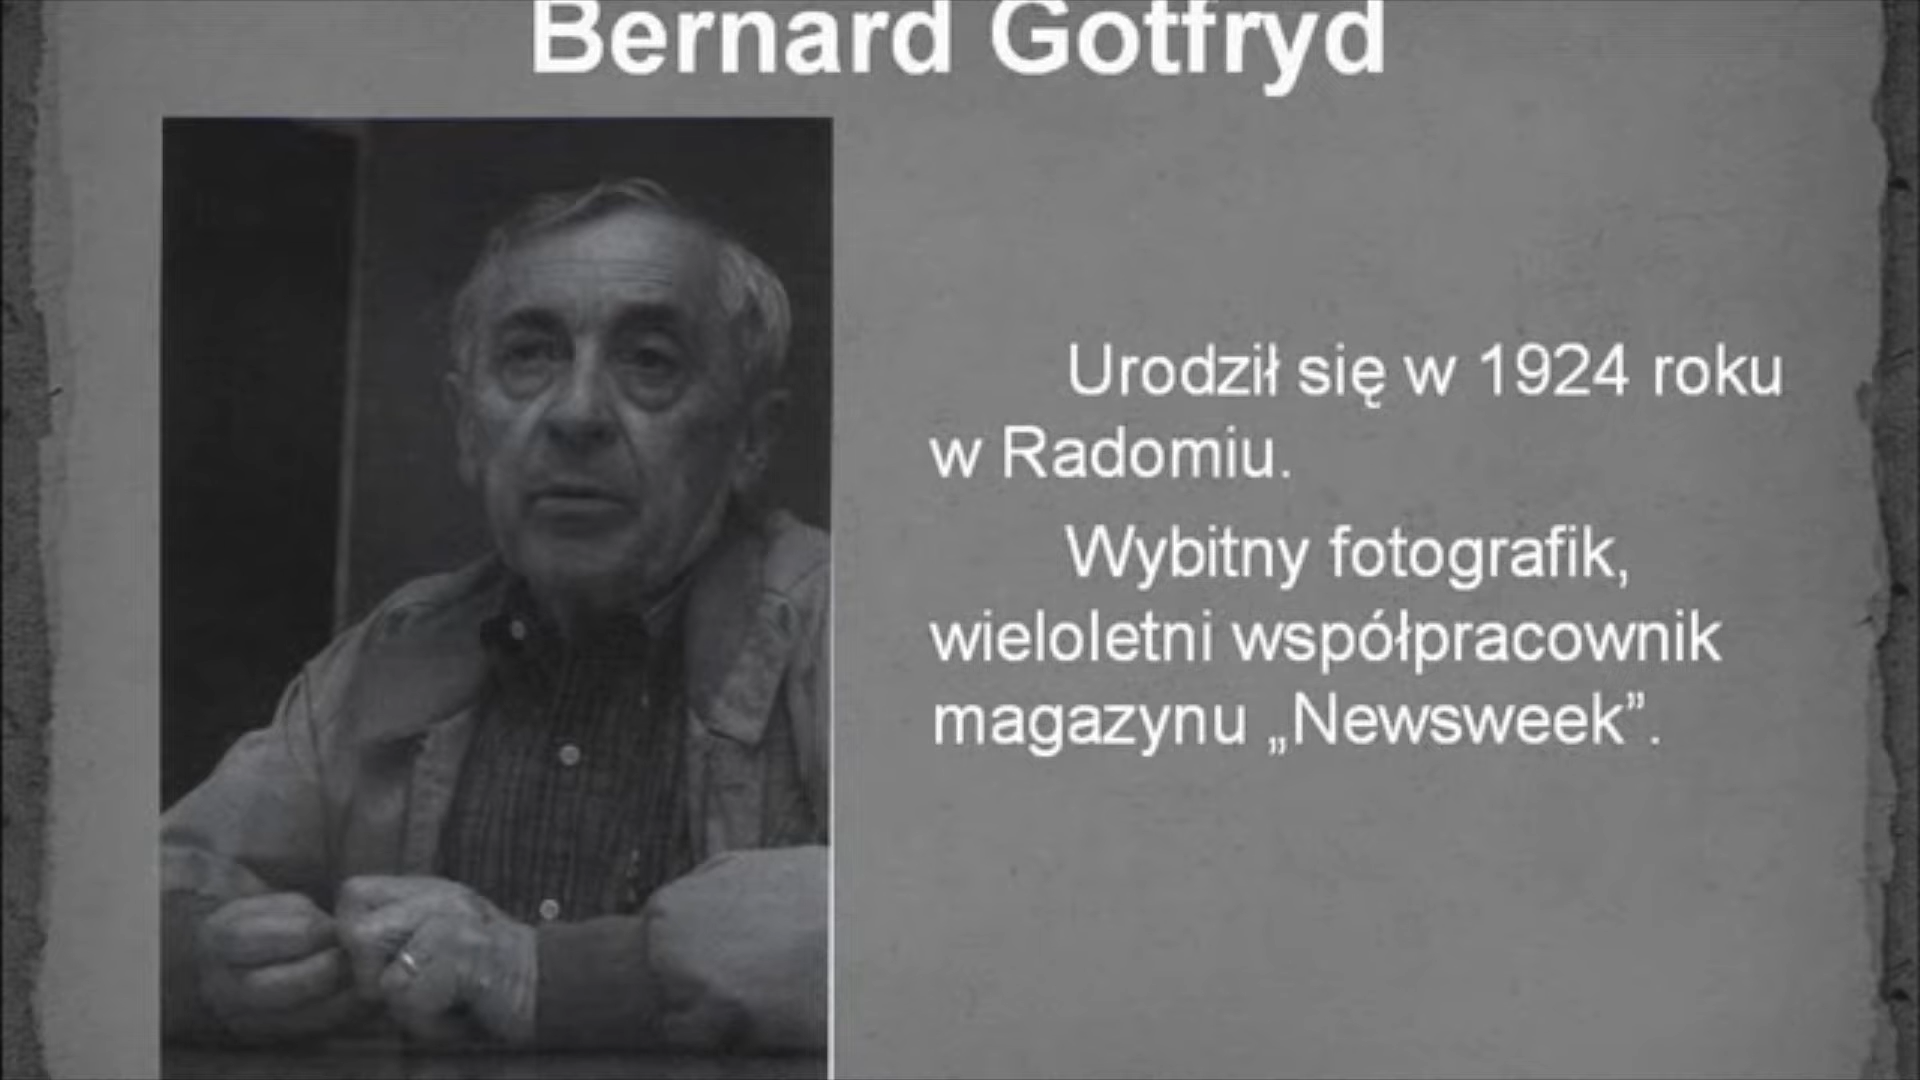 Bernard Gotfryd
Urodził się w 1924 roku
w Radomiu.
Wybitny fotografik,
wieloletni współpracownik
magazynu „Newsweek”.